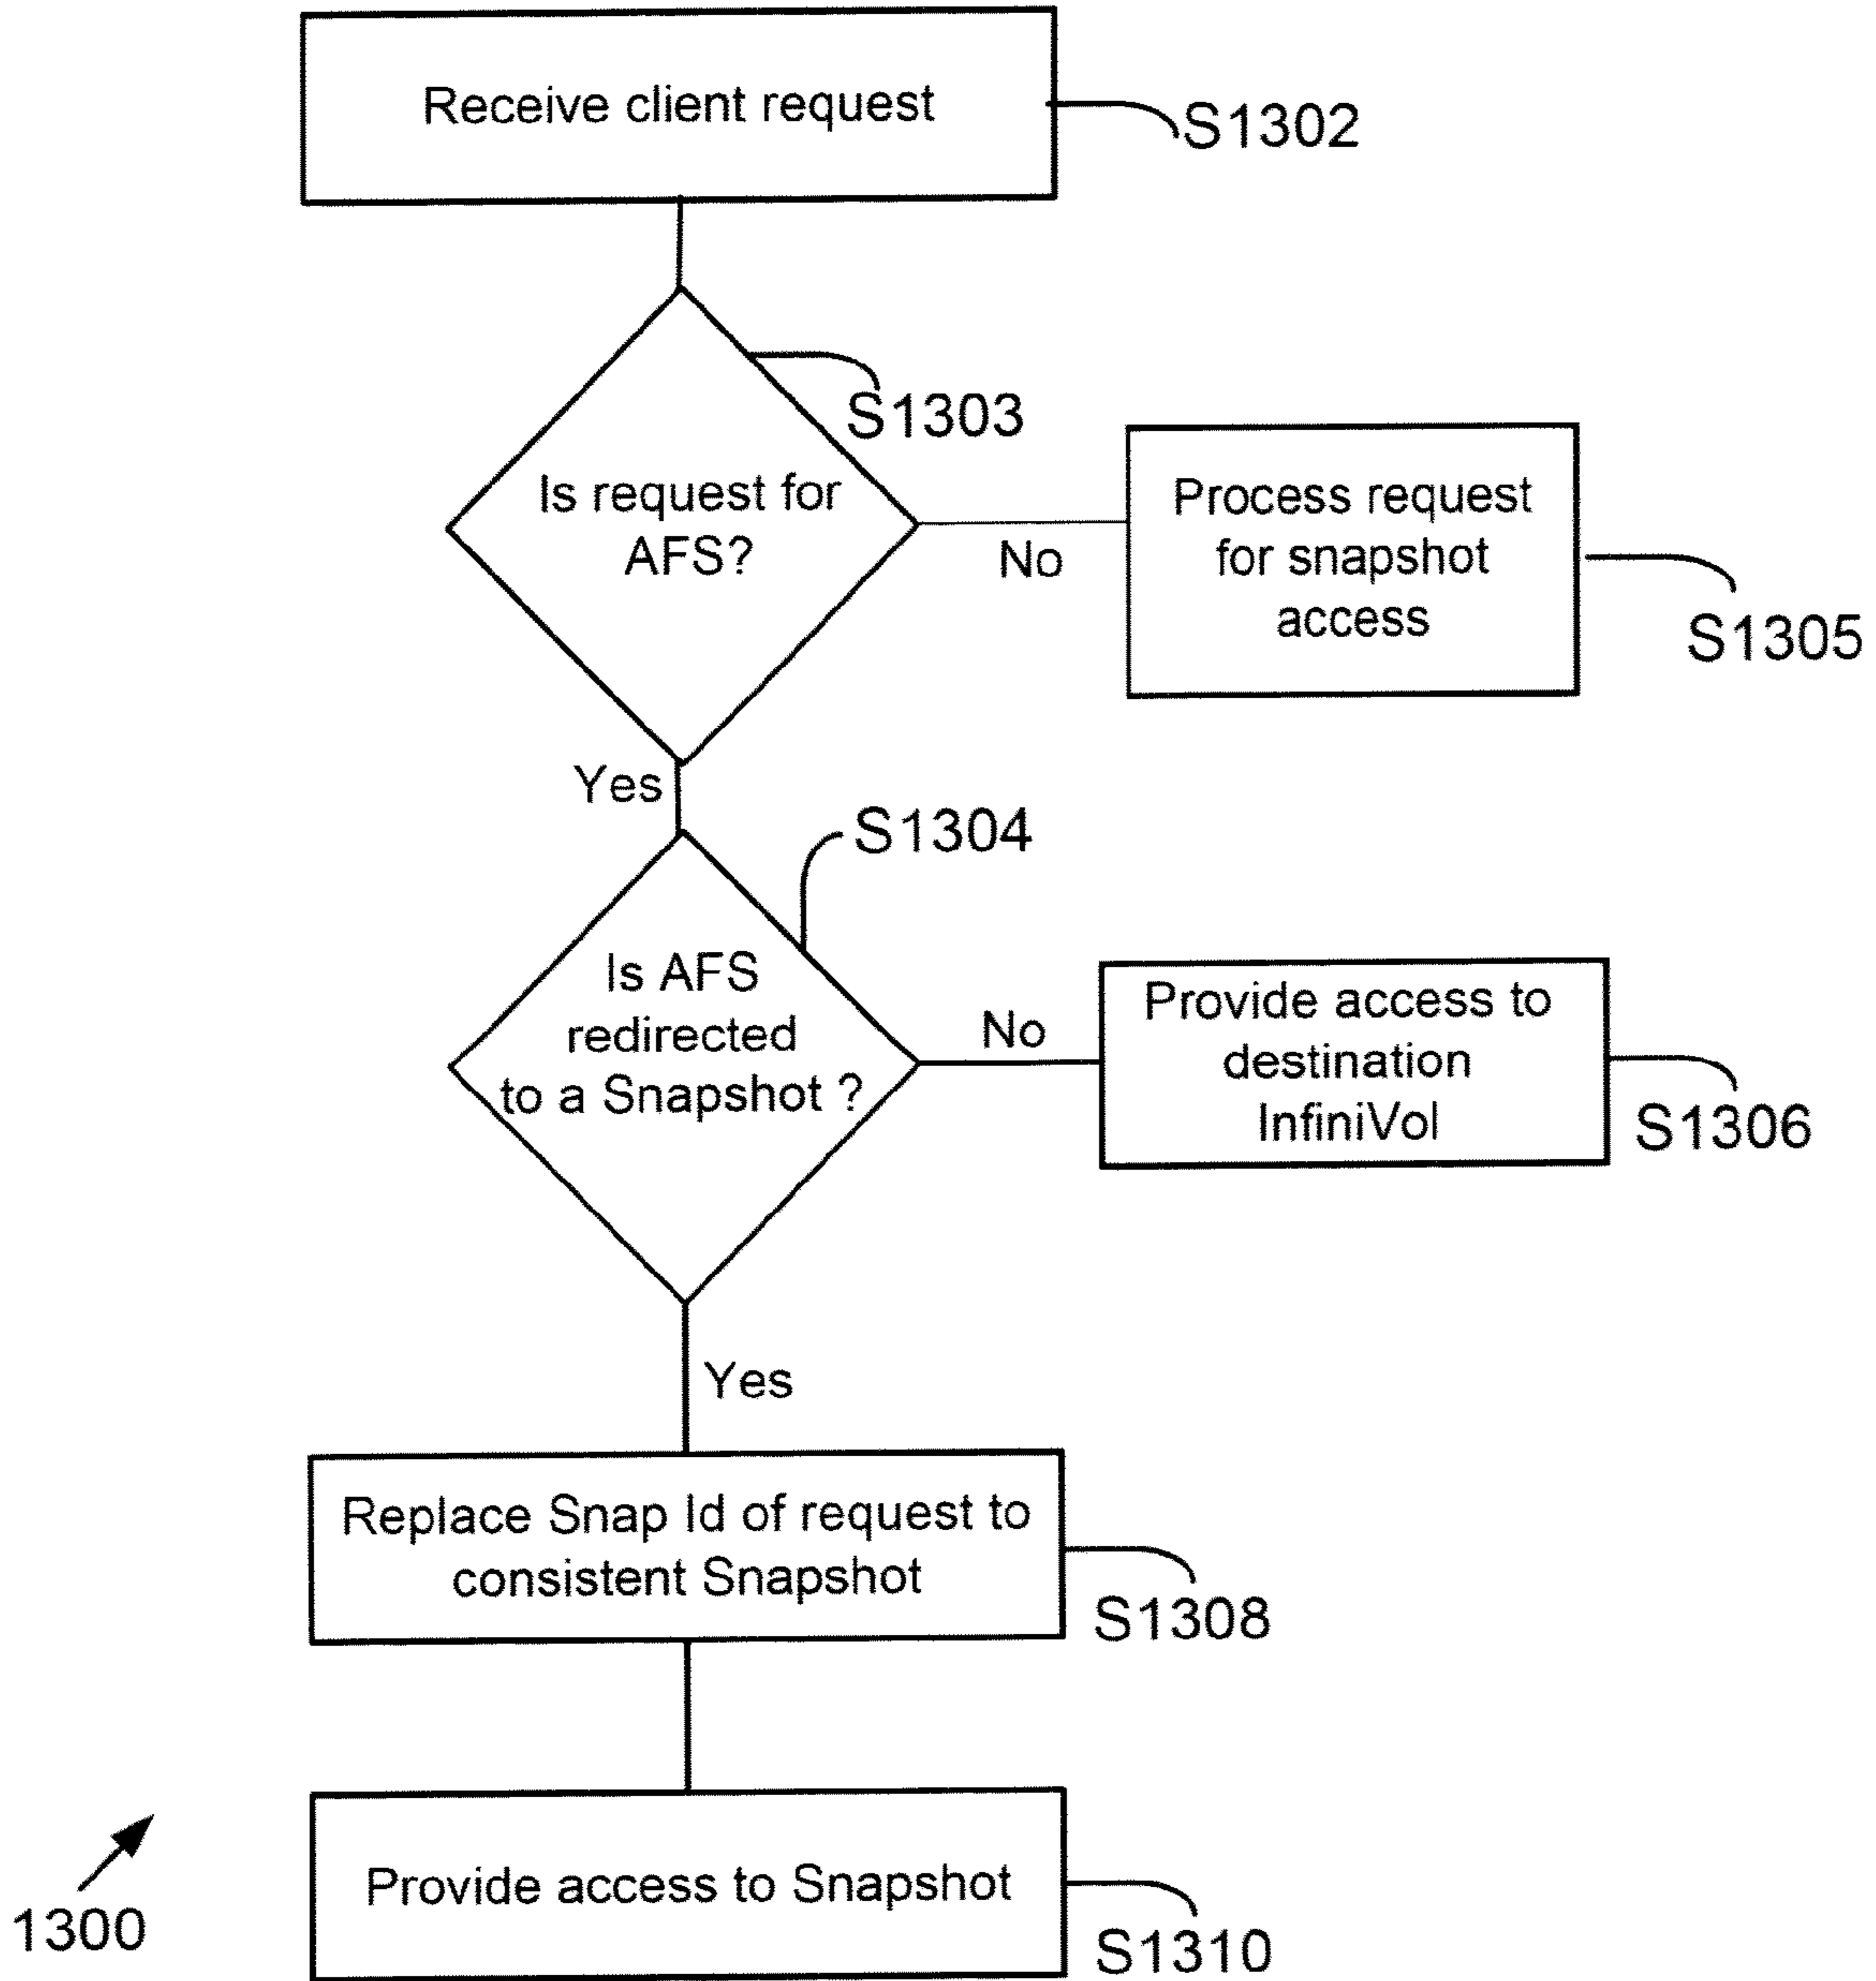 Receive client request
S1302
S1303
Is request for
AFS?
No
Process request
for snapshot
access
S1305
Yes
S1304
Is AFS
redirected
to a Snapshot ?
No
Provide access to
destination
InfiniVol
S1306
Yes
Replace Snap Id of request to
consistent Snapshot
S1308
Provide access to Snapshot
S1310
1300